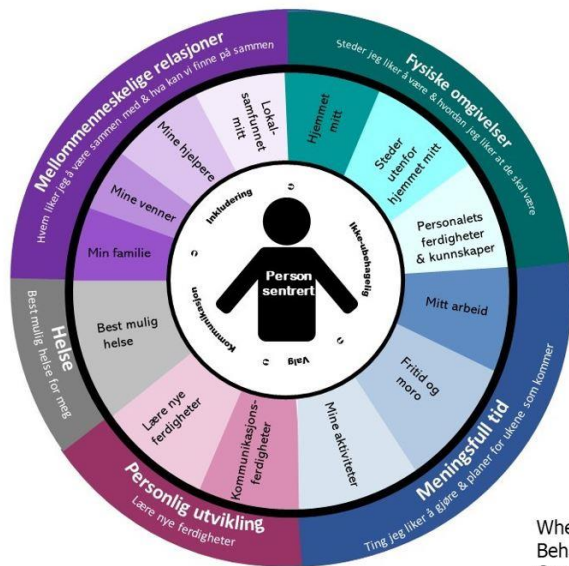 Mellommenneskelige relasjoner
Hvem liker jeg å være sammen med & hva kan vi finne på sammen
Fysiske omgivelser
Steder jeg liker å være & hvordan jeg liker at de skal være
Meningsfull tid
Ting jeg liker å gjøre & planer for ukene som kommer
Personlig utvikling
Lære nye ferdigheter
Helse
Best mulig helse for meg
Min familie
Mine venner
Mine hjelpere
Lokal-
samfunnet
mitt
Hjemmet
mitt
Steder
utenfor
hjemmet mitt
Personalets
ferdigheter
& kunnskaper
Mitt arbeid
Fritid og
moro
Mine aktiviteter
Kommunikasjons-
ferdigheter
Lære nye
ferdigheter
Best mulig
helse
Inkludering
Ikke-ubehagelig
Valg
Kommunikasjon
Person
sentrert
Whe
Beh